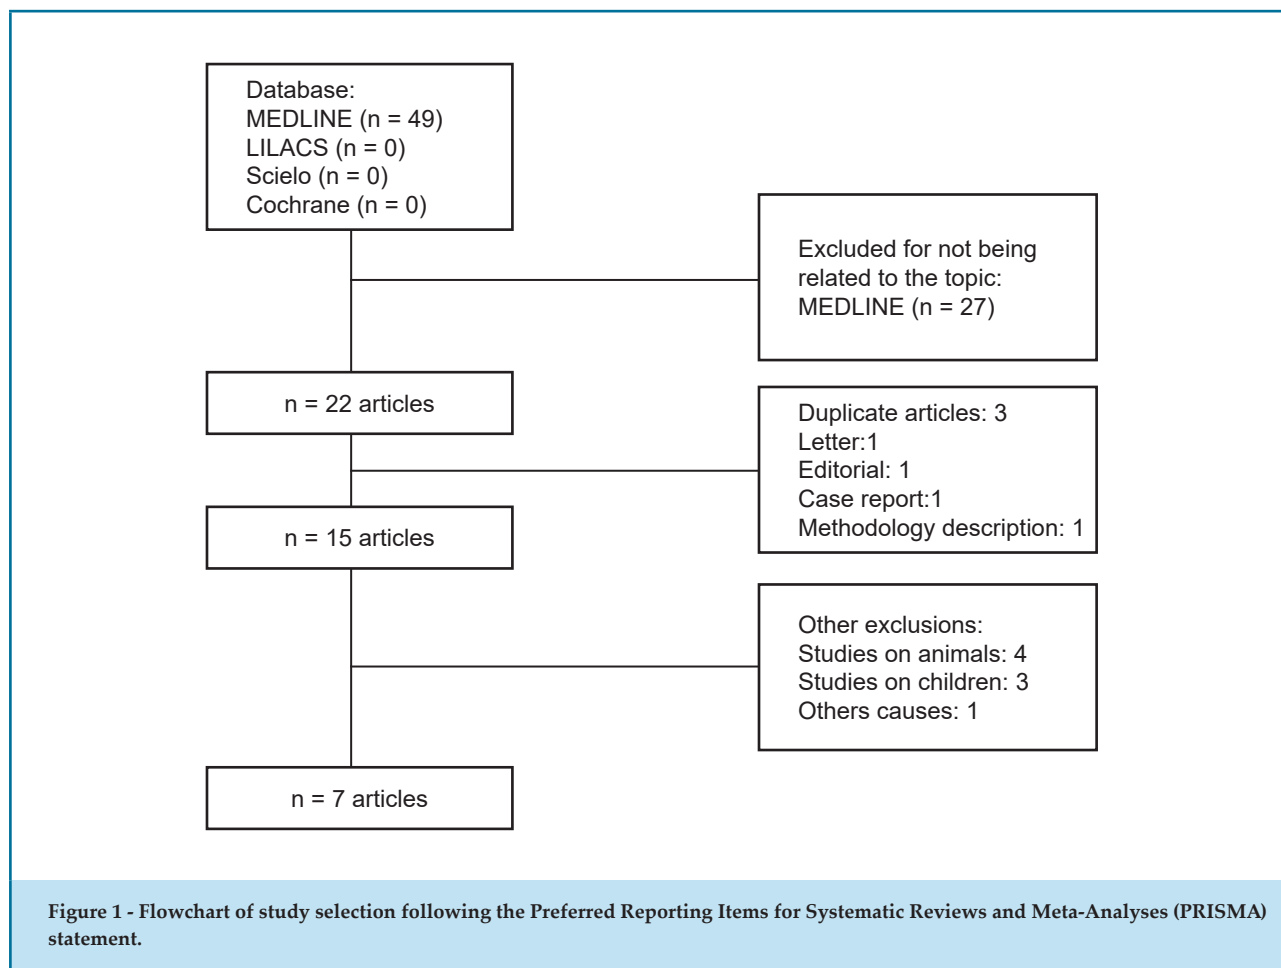 Database:
MEDLINE (n = 49)
LILACS (n = 0)
Scielo (n = 0)
Cochrane (n = 0)
Excluded for not being
related to the topic:
MEDLINE (n = 27)
n = 22 articles
Duplicate articles: 3
Letter:1
Editorial: 1
Case report:1
Methodology description: 1
n = 15 articles
Other exclusions:
Studies on animals: 4
Studies on children: 3
Others causes: 1
n = 7 articles
Figure 1 - Flowchart of study selection following the Preferred Reporting Items for Systematic Reviews and Meta-Analyses (PRISMA)
statement.